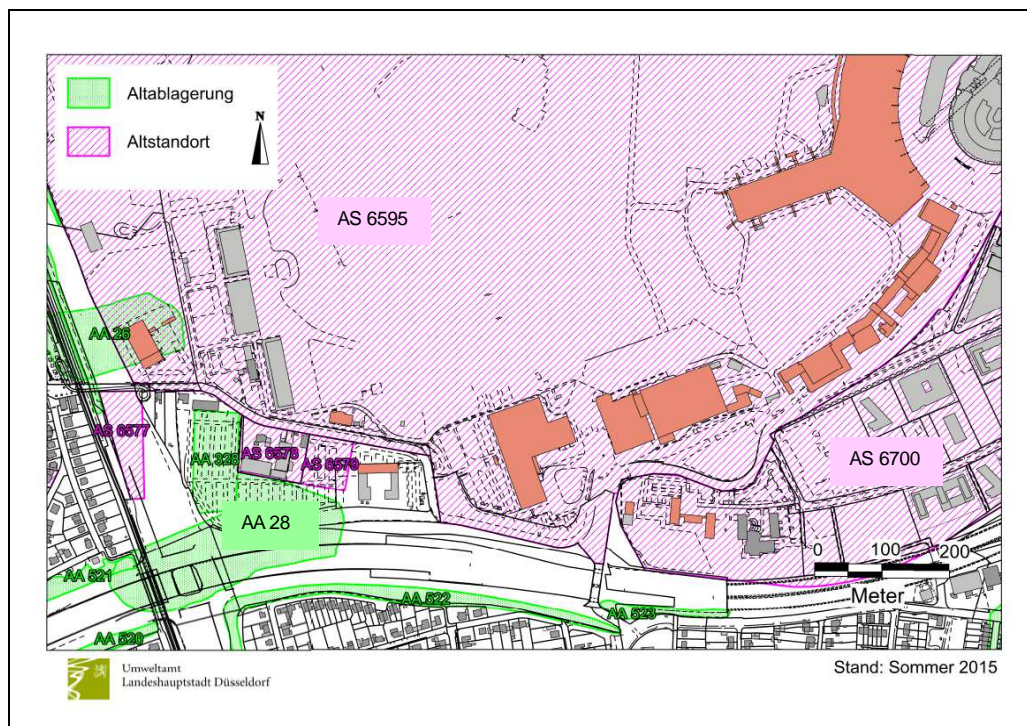 Altablagerung
Altstandort
N
AS 6595
AA 26
AS 6577
AA 328
AS 6578
AS 6579
AS 6700
AA 28
AA 521
AA 522
AA 523
AA 520
0 100 200
Meter
Umweltamt
Landeshauptstadt Düsseldorf
Stand: Sommer 2015